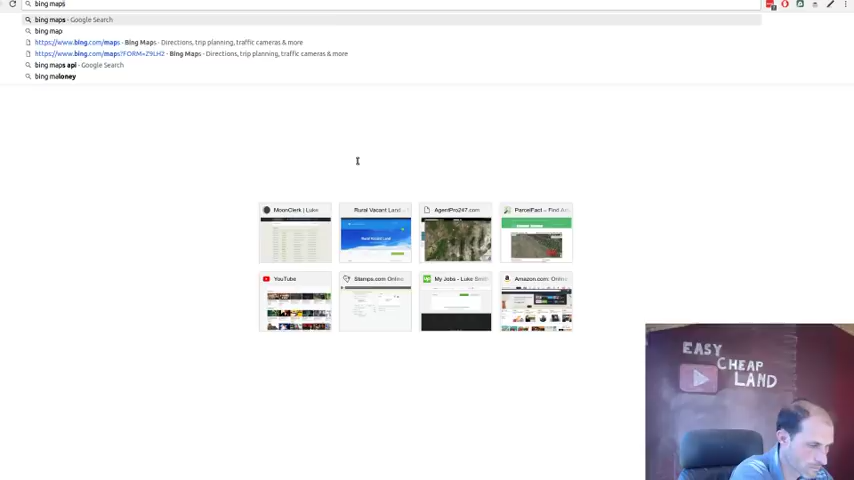 bing maps
bing maps - Google Search
bing map
https://www.bing.com/maps - Bing Maps - Directions, trip planning, traffic cameras & more
https://www.bing.com/maps?FORM=Z9LH2 - Bing Maps - Directions, trip planning, traffic cameras & more
bing maps api - Google Search
bing maloney
MoonClerk | Luke
Rural Vacant Land -
AgentPro247.com
ParcelFact – Find An
YouTube
Stamps.com Online
My Jobs - Luke Smith
Amazon.com: Online
EASY
CHEAP
LAND